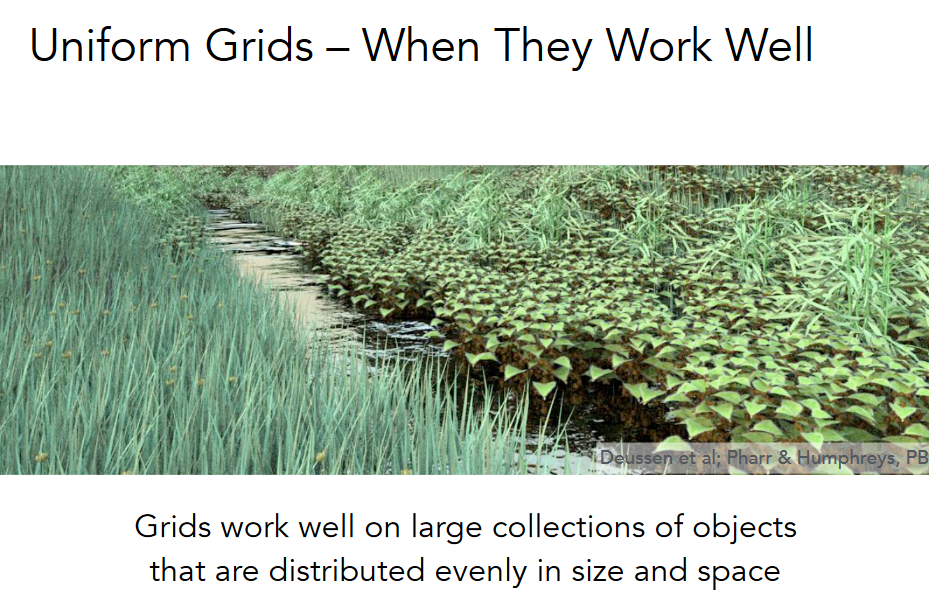 Uniform Grids – When They Work Well
Deussen et al; Pharr & Humphreys, PB
Grids work well on large collections of objects
that are distributed evenly in size and space